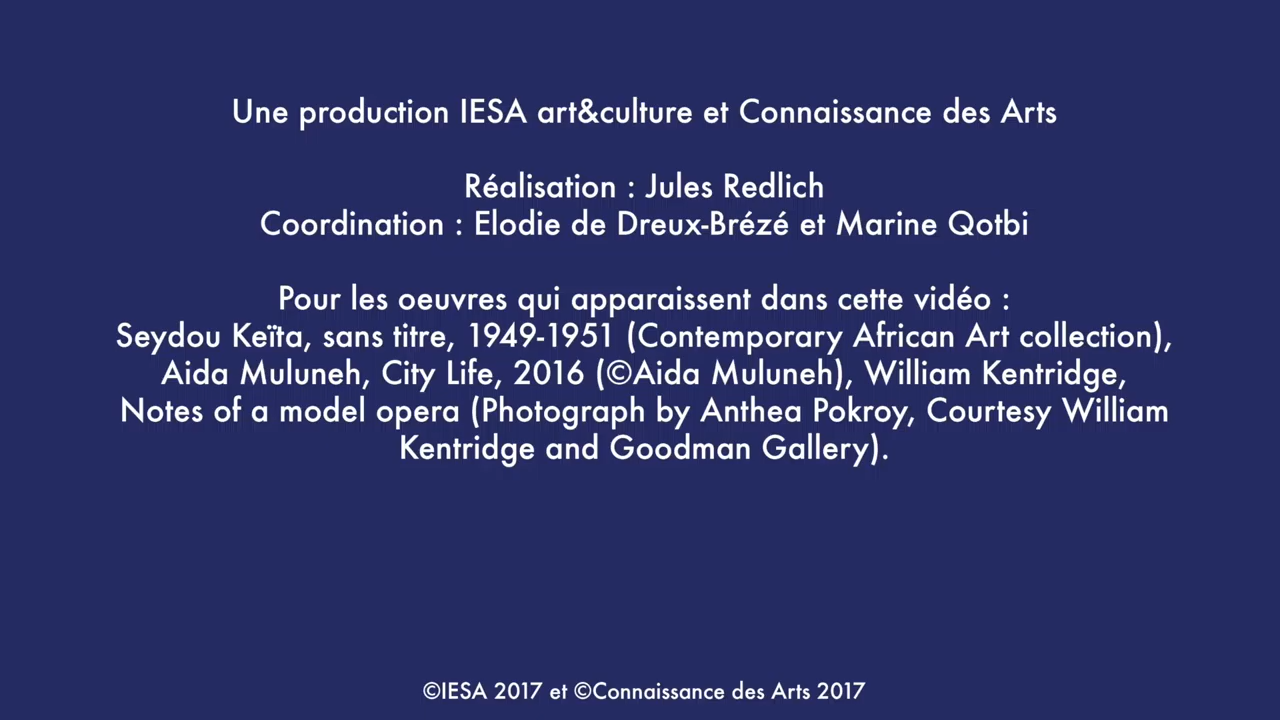 Une production IESA art&culture et Connaissance des Arts
Réalisation : Jules Redlich
Coordination : Elodie de Dreux-Brézé et Marine Qotbi
Pour les oeuvres qui apparaissent dans cette vidéo :
Seydou Keïta, sans titre, 1949-1951 (Contemporary African Art collection),
Aida Muluneh, City Life, 2016 (©Aida Muluneh), William Kentridge,
Notes of a model opera (Photograph by Anthea Pokroy, Courtesy William
Kentridge and Goodman Gallery).
©IESA 2017 et ©Connaissance des Arts 2017